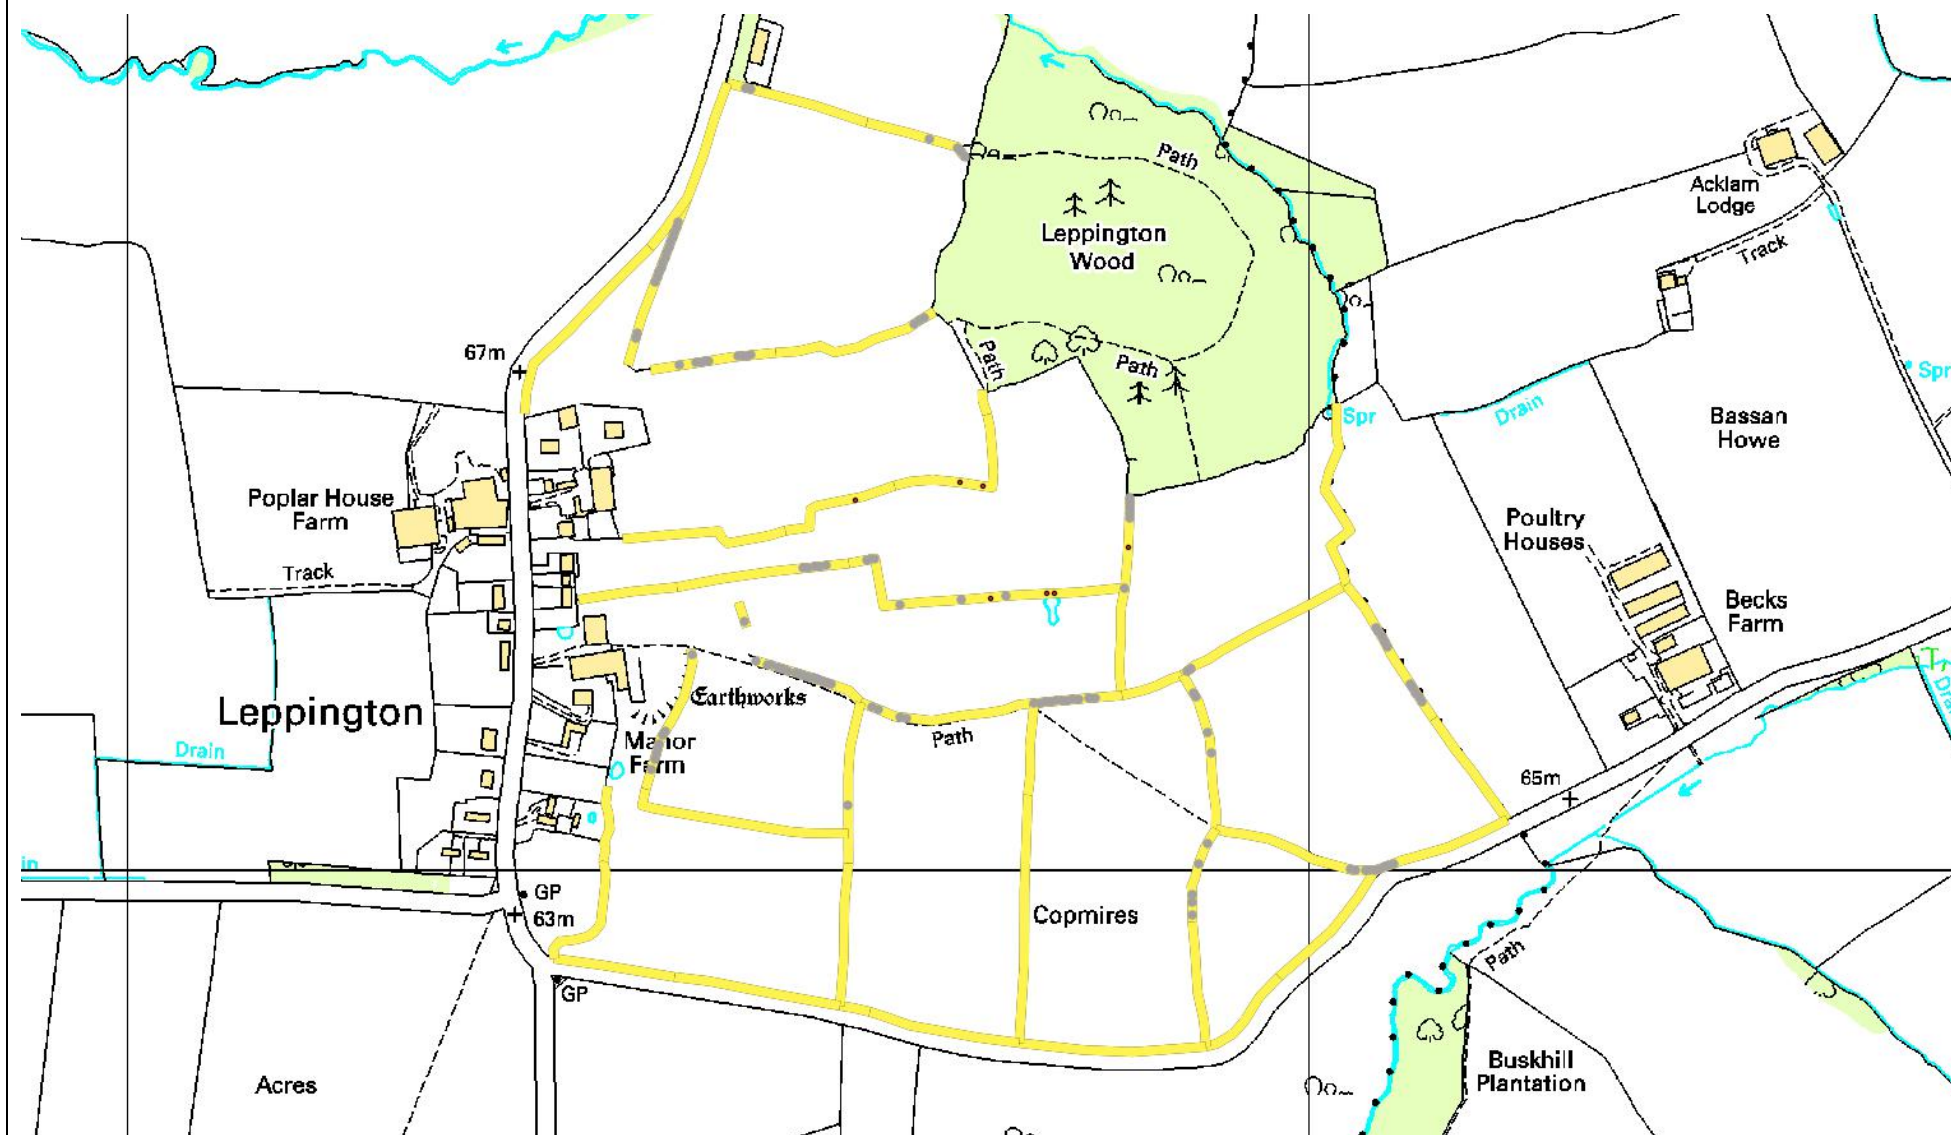 Path
Acklam
Lodge
Leppington
Wood
Track
67m
Path
Path
Spr
Spr
Drain
Bassan
Howe
Poplar House
Farm
Poultry
Houses
Track
Becks
Farm
Earthworks
Leppington
Path
Manor
Farm
Drain
65m
GP
63m
Copmires
Path
GP
Acres
Buskhill
Plantation